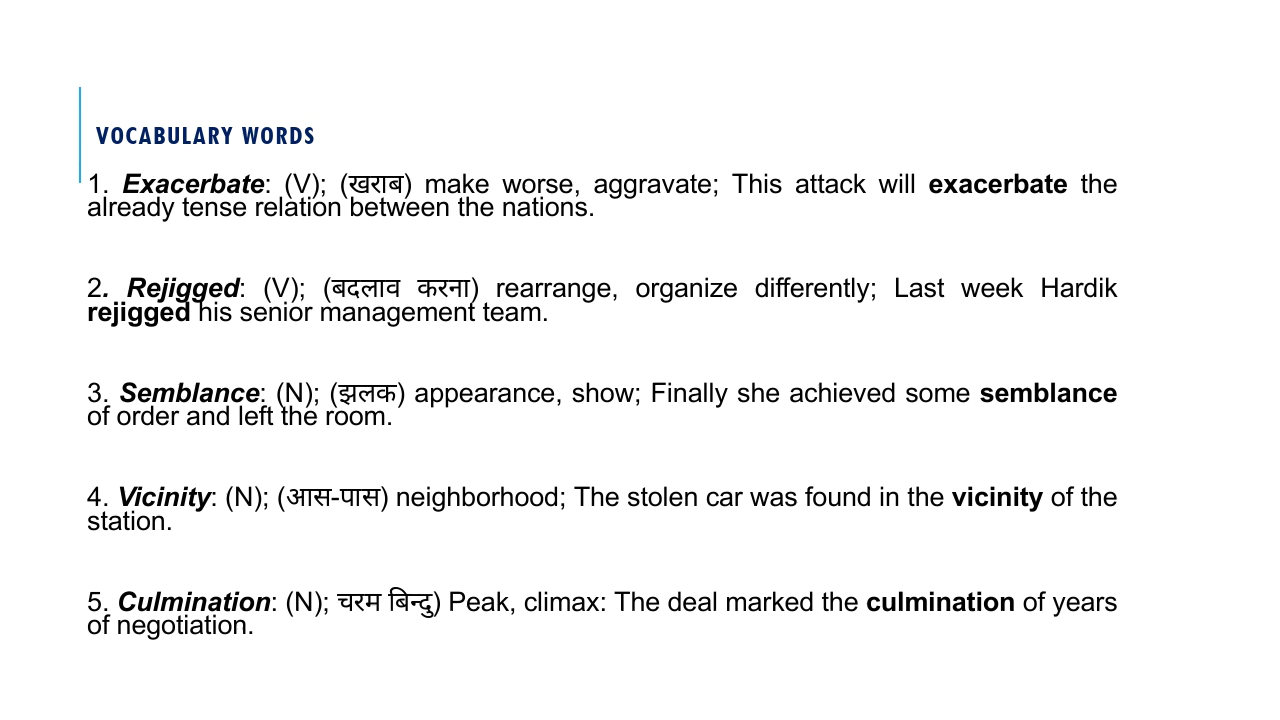 VOCABULARY WORDS
1. Exacerbate: (V); (खराब) make worse, aggravate; This attack will exacerbate the
already tense relation between the nations.
2. Rejigged: (V); (बदलाव करना) rearrange, organize differently; Last week Hardik
rejigged his senior management team.
3. Semblance: (N); (झलक) appearance, show; Finally she achieved some semblance
of order and left the room.
4. Vicinity: (N); (आस-पास) neighborhood; The stolen car was found in the vicinity of the
station.
5. Culmination: (N); चरम बिन्दु) Peak, climax: The deal marked the culmination of years
of negotiation.